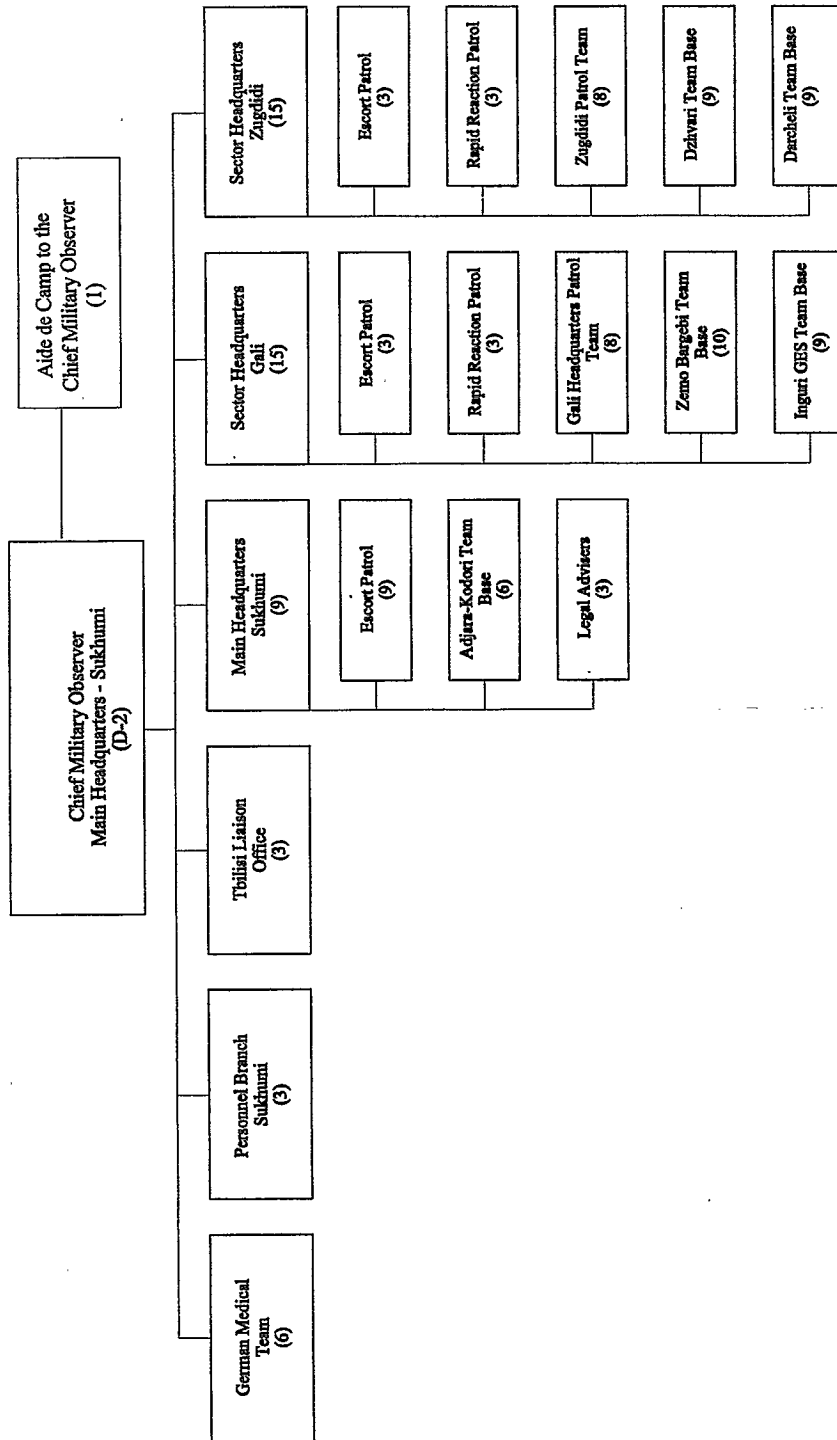 Chief Military Observer
Main Headquarters - Sukhumi
(D-2)
Aide de Camp to the
Chief Military Observer
(1)
German Medical
Team
(6)
Personnel Branch
Sukhumi
(3)
Tbilisi Liaison
Office
(3)
Main Headquarters
Sukhumi
(9)
Escort Patrol
(9)
Adjara-Kodori Team
Base
(6)
Legal Advisers
(3)
Sector Headquarters
Gali
(15)
Escort Patrol
(3)
Rapid Reaction Patrol
(3)
Gali Headquarters Patrol
Team
(8)
Zemo Bargebi Team
Base
(10)
Inguri GES Team Base
(9)
Sector Headquarters
Zugdidi
(15)
Escort Patrol
(3)
Rapid Reaction Patrol
(3)
Zugdidi Patrol Team
(8)
Dzhvari Team Base
(9)
Darcheli Team Base
(9)